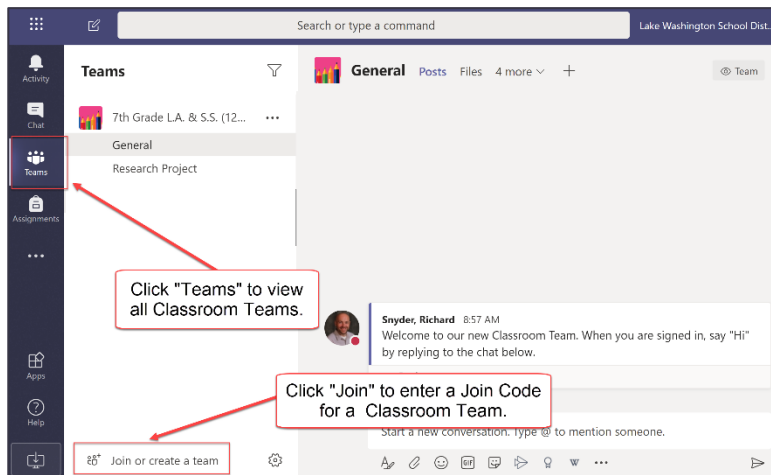 Search or type a command
Lake Washington School Dist...
Activity
Chat
Teams
Assignments
Apps
Help
Teams
7th Grade L.A. & S.S. (12... ...
General
Research Project
Join or create a team
General Posts Files 4 more +
Team
Click "Teams" to view
all Classroom Teams.
Snyder, Richard 8:57 AM
Welcome to our new Classroom Team. When you are signed in, say "Hi"
by replying to the chat below.
Click "Join" to enter a Join Code
for a Classroom Team.
Start a new conversation. Type @ to mention someone.
GIF